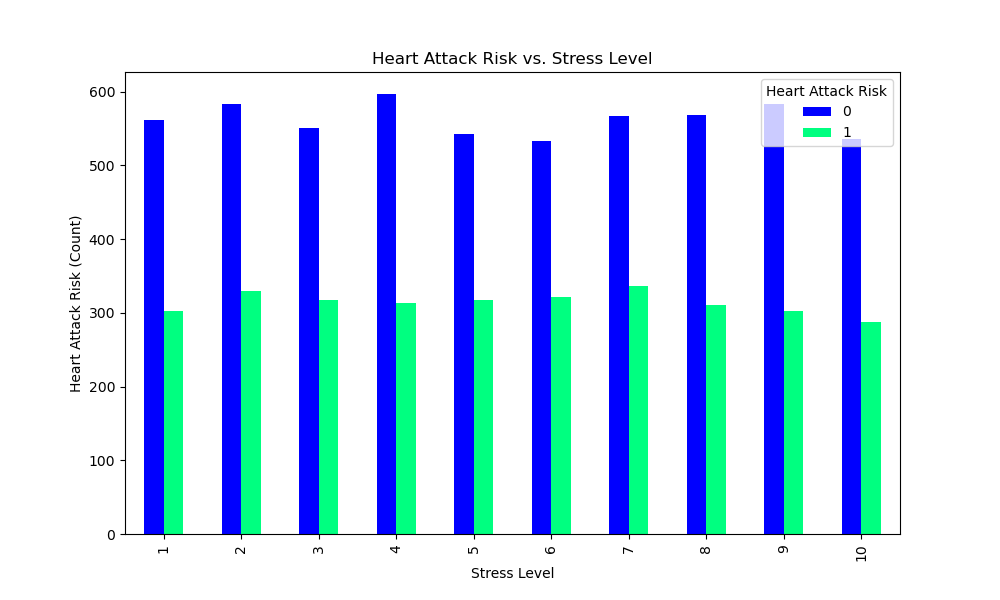 Heart Attack Risk vs. Stress Level
Heart Attack Risk
0
1
600
500
400
300
200
100
0
Heart Attack Risk (Count)
1 2 3 4 5 6 7 8 9 10
Stress Level